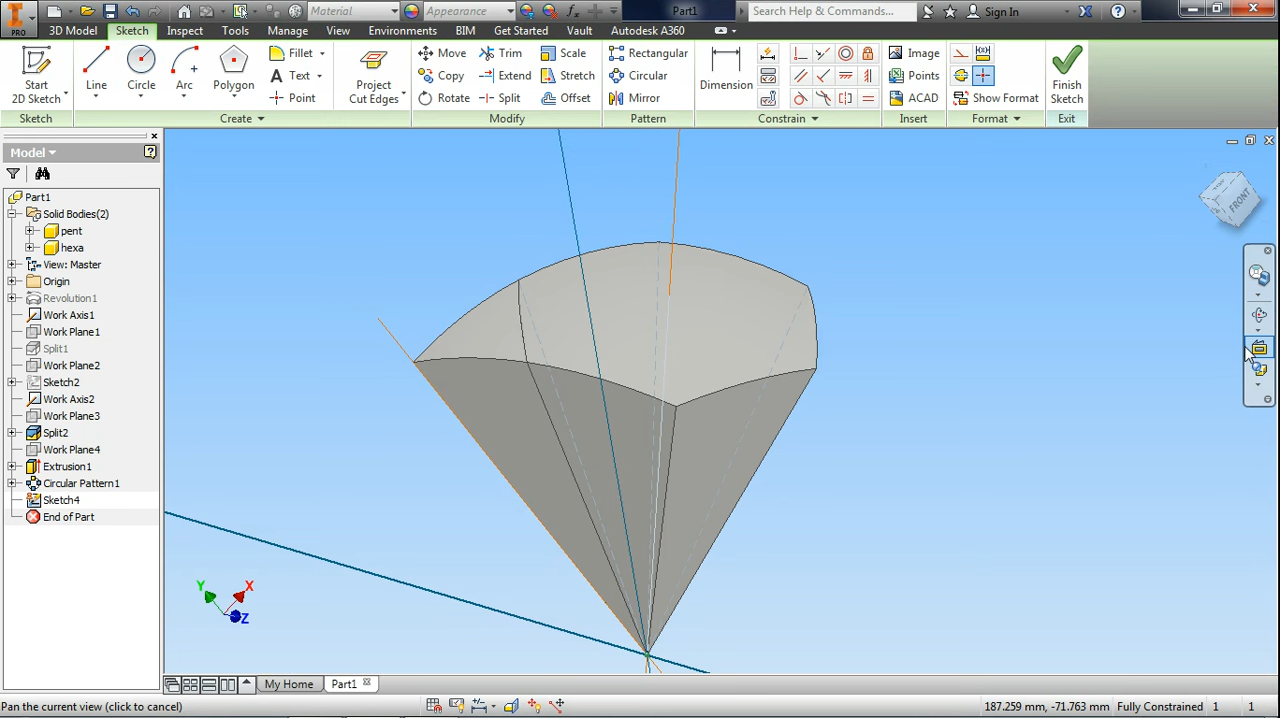 Material Appearance Part1 Search Help & Commands... Sign In
PRO 3D Model Sketch Inspect Tools Manage View Environments BIM Get Started Vault Autodesk A360
Start 2D Sketch Line Circle Arc Polygon Fillet Text Point Project Cut Edges Move Copy Rotate Trim Extend Split Scale Stretch Offset Rectangular Circular Mirror Dimension Image Points ACAD Show Format Finish Sketch
Sketch Create Modify Pattern Constrain Insert Format Exit
Model
Part1
Solid Bodies(2)
pent
hexa
View: Master
Origin
Revolution1
Work Axis1
Work Plane1
Split1
Work Plane2
Sketch2
Work Axis2
Work Plane3
Split2
Work Plane4
Extrusion1
Circular Pattern1
Sketch4
End of Part
FRONT
Y X
Z
My Home Part1
Pan the current view (click to cancel) 187.259 mm, -71.763 mm Fully Constrained 1 1